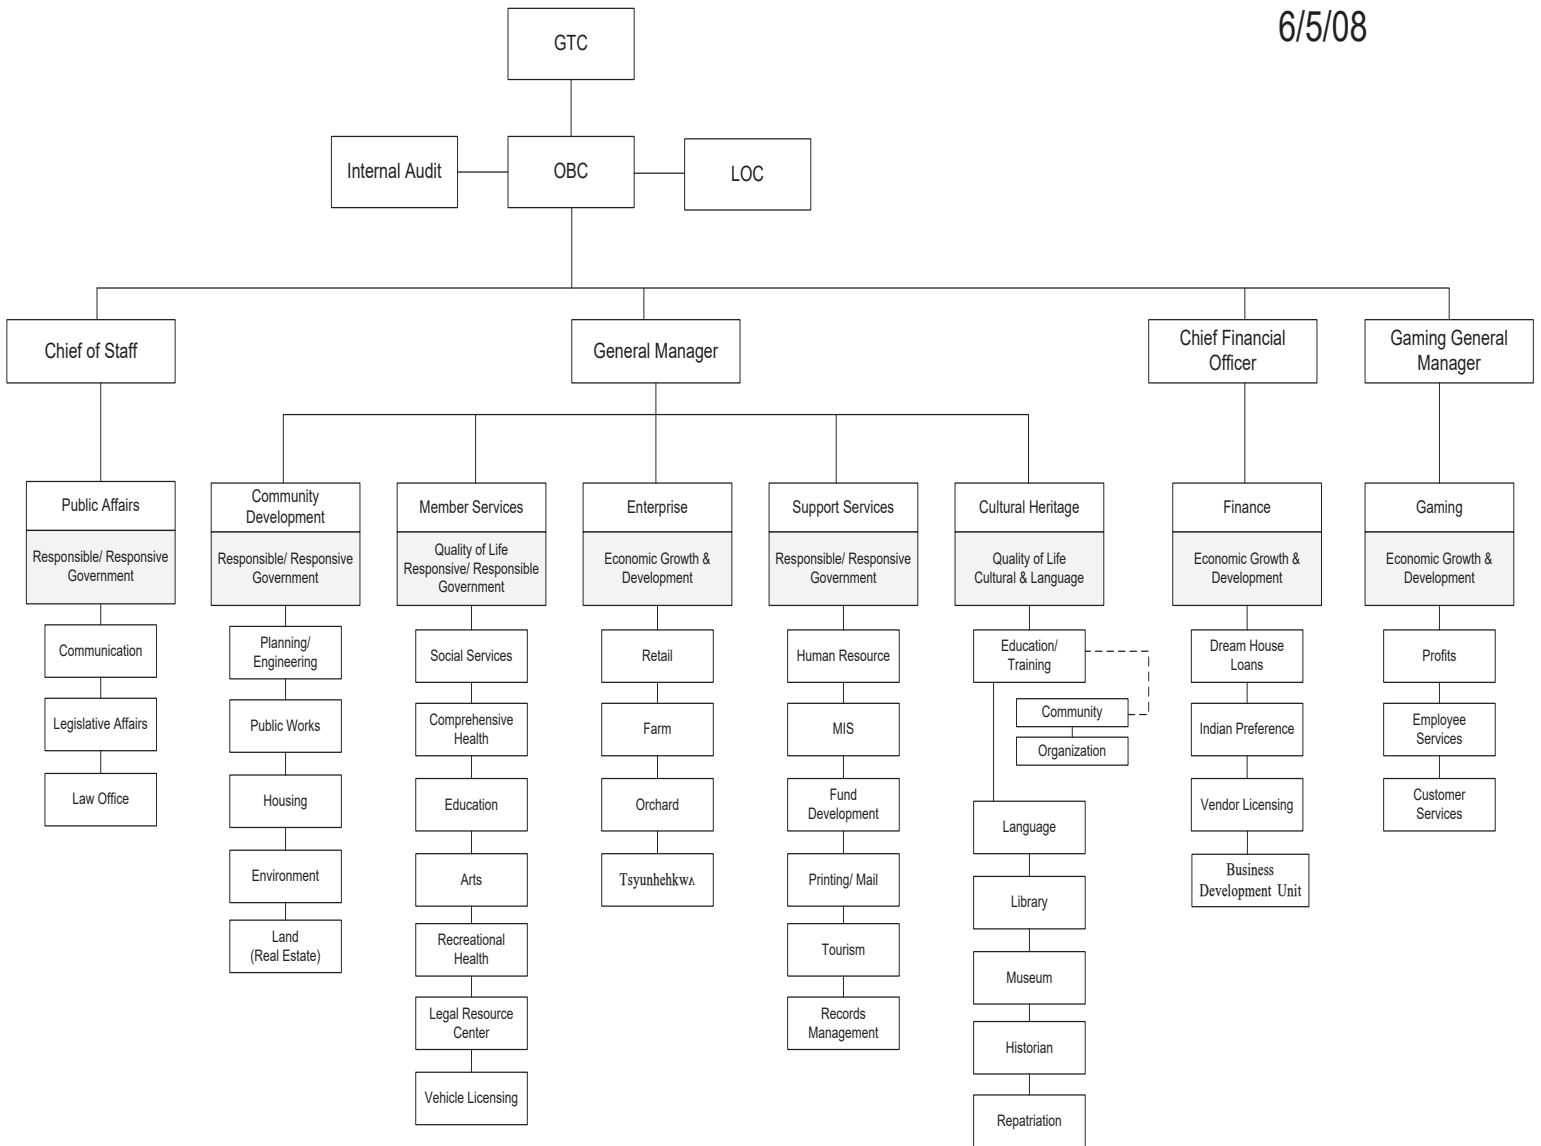 6/5/08
GTC
Internal Audit
OBC
LOC
Chief of Staff
General Manager
Chief Financial
Officer
Gaming General
Manager
Public Affairs
Responsible/ Responsive
Government
Communication
Legislative Affairs
Law Office
Community
Development
Responsible/ Responsive
Government
Planning/
Engineering
Public Works
Housing
Environment
Land
(Real Estate)
Member Services
Quality of Life
Responsive/ Responsible
Government
Social Services
Comprehensive
Health
Education
Arts
Recreational
Health
Legal Resource
Center
Vehicle Licensing
Enterprise
Economic Growth &
Development
Retail
Farm
Orchard
Tsyunhehkwʌ
Support Services
Responsible/ Responsive
Government
Human Resource
MIS
Fund
Development
Printing/ Mail
Tourism
Records
Management
Cultural Heritage
Quality of Life
Cultural & Language
Education/
Training
Community
Organization
Language
Library
Museum
Historian
Repatriation
Finance
Economic Growth &
Development
Dream House
Loans
Indian Preference
Vendor Licensing
Business
Development Unit
Gaming
Economic Growth &
Development
Profits
Employee
Services
Customer
Services